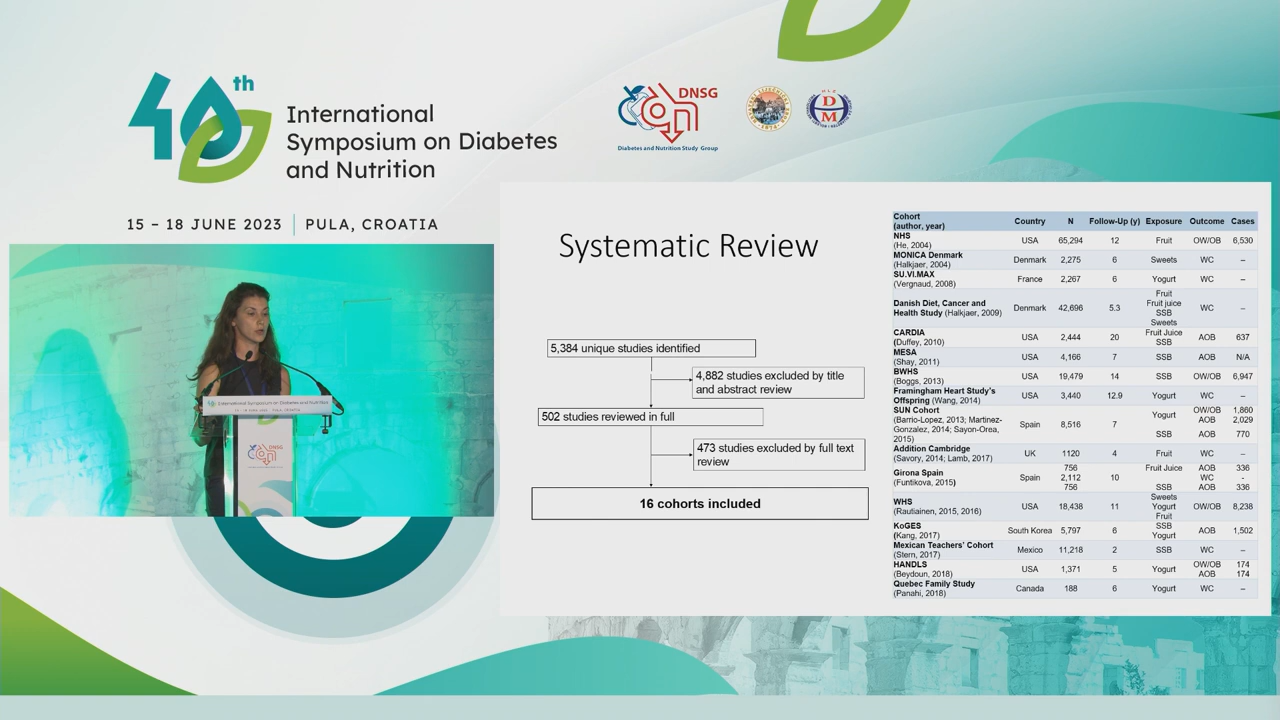 40th
International
Symposium on Diabetes
and Nutrition
15 – 18 JUNE 2023 | PULA, CROATIA
DNSG
Diabetes and Nutrition Study Group
International Symposium on Diabetes and Nutrition
15 - 18 JUNE 2023 | PULA, CROATIA
DNSG
Systematic Review
5,384 unique studies identified
4,882 studies excluded by title
and abstract review
502 studies reviewed in full
473 studies excluded by full text
review
16 cohorts included
Cohort
(author, year) Country N Follow-Up (y) Exposure Outcome Cases
NHS
(He, 2004) USA 65,294 12 Fruit OW/OB 6,530
MONICA Denmark
(Halkjaer, 2004) Denmark 2,275 6 Sweets WC –
SU.VI.MAX
(Vergnaud, 2008) France 2,267 6 Yogurt WC –
Danish Diet, Cancer and
Health Study (Halkjaer, 2009) Denmark 42,696 5.3 Fruit
Fruit juice
SSB
Sweets WC –
CARDIA
(Duffey, 2010) USA 2,444 20 Fruit Juice
SSB AOB 637
MESA
(Shay, 2011) USA 4,166 7 SSB AOB N/A
BWHS
(Boggs, 2013) USA 19,479 14 SSB OW/OB 6,947
Framingham Heart Study's
Offspring (Wang, 2014) USA 3,440 12.9 Yogurt WC –
SUN Cohort
(Barrio-Lopez, 2013; Martinez-
Gonzalez, 2014; Sayon-Orea,
2015) Spain 8,516 7 Yogurt OW/OB 1,860
AOB 2,029
SSB AOB 770
Addition Cambridge
(Savory, 2014; Lamb, 2017) UK 1120 4 Fruit WC –
Girona Spain
(Funtikova, 2015) Spain 756 10 Fruit Juice AOB 336
2,112 WC -
756 SSB AOB 336
WHS
(Rautiainen, 2015, 2016) USA 18,438 11 Sweets
Yogurt
Fruit OW/OB 8,238
KoGES
(Kang, 2017) South Korea 5,797 6 SSB
Yogurt AOB 1,502
Mexican Teachers' Cohort
(Stern, 2017) Mexico 11,218 2 SSB WC –
HANDLS
(Beydoun, 2018) USA 1,371 5 Yogurt OW/OB 174
AOB 174
Quebec Family Study
(Panahi, 2018) Canada 188 6 Yogurt WC –